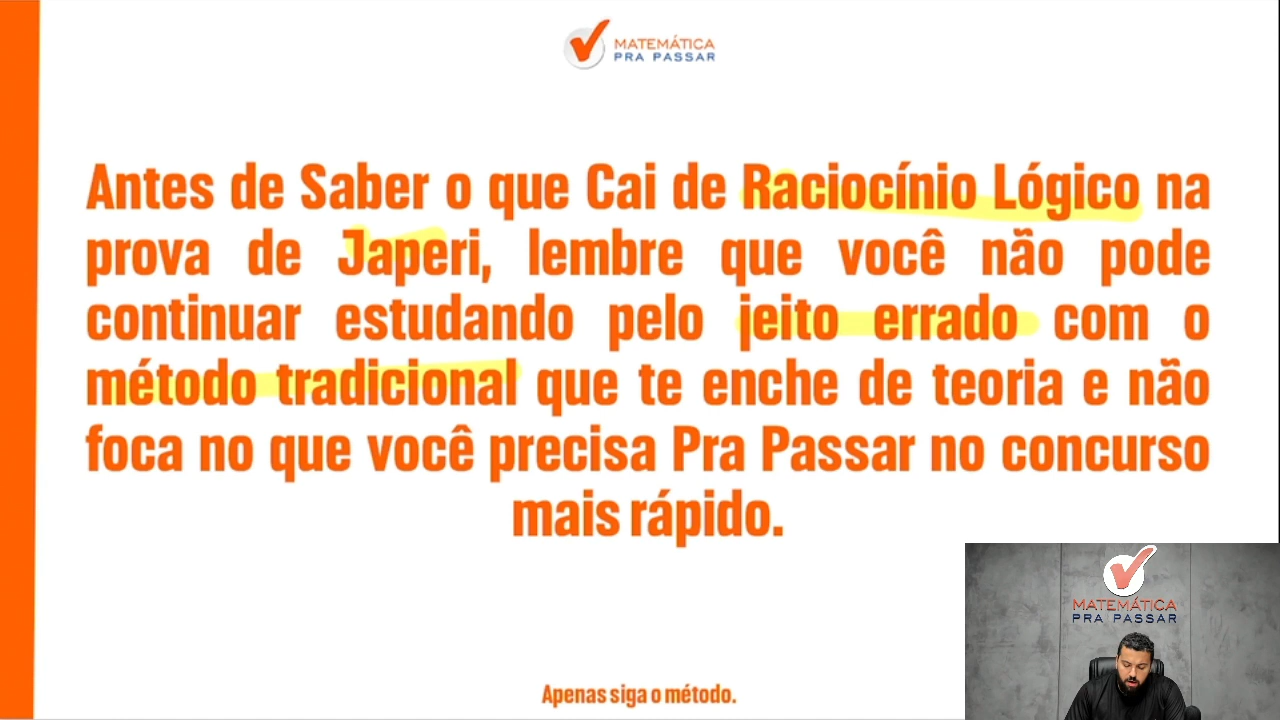 MATEMÁTICA
PRA PASSAR
Antes de Saber o que Cai de Raciocínio Lógico na
prova de Japeri, lembre que você não pode
continuar estudando pelo jeito errado com o
método tradicional que te enche de teoria e não
foca no que você precisa Pra Passar no concurso
mais rápido.
MATEMÁTICA
PRA PASSAR
Apenas siga o método.